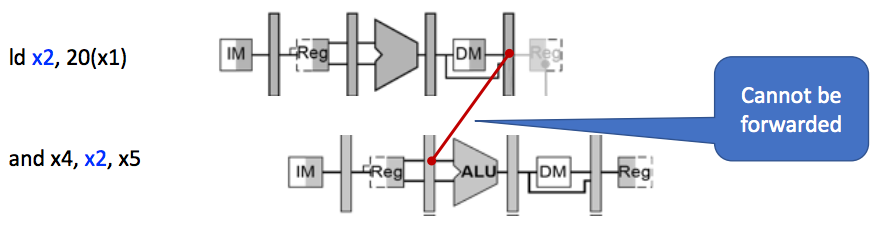 ld x2, 20(x1)
IM Reg DM Reg
Cannot be
forwarded
and x4, x2, x5
IM Reg ALU DM Reg